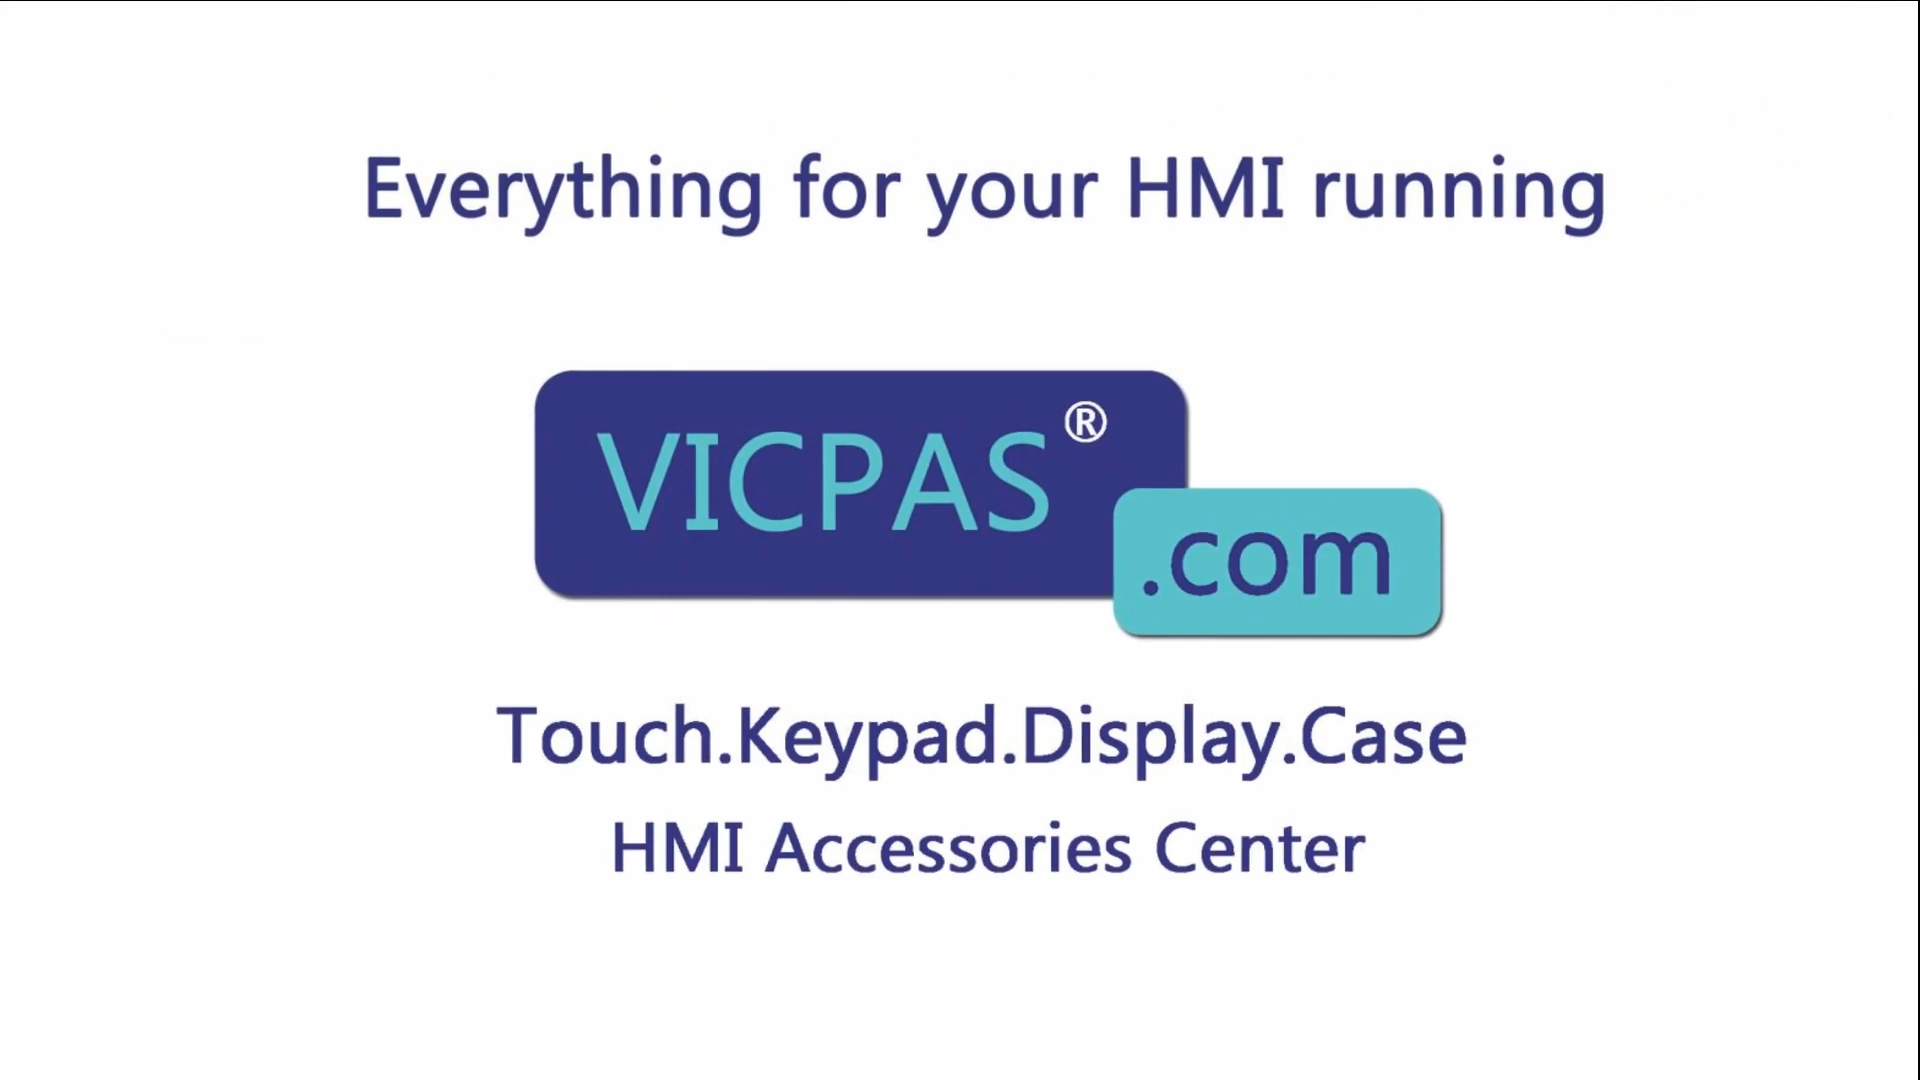 Everything for your HMI running
VICPAS®
.com
Touch.Keypad.Display.Case
HMI Accessories Center